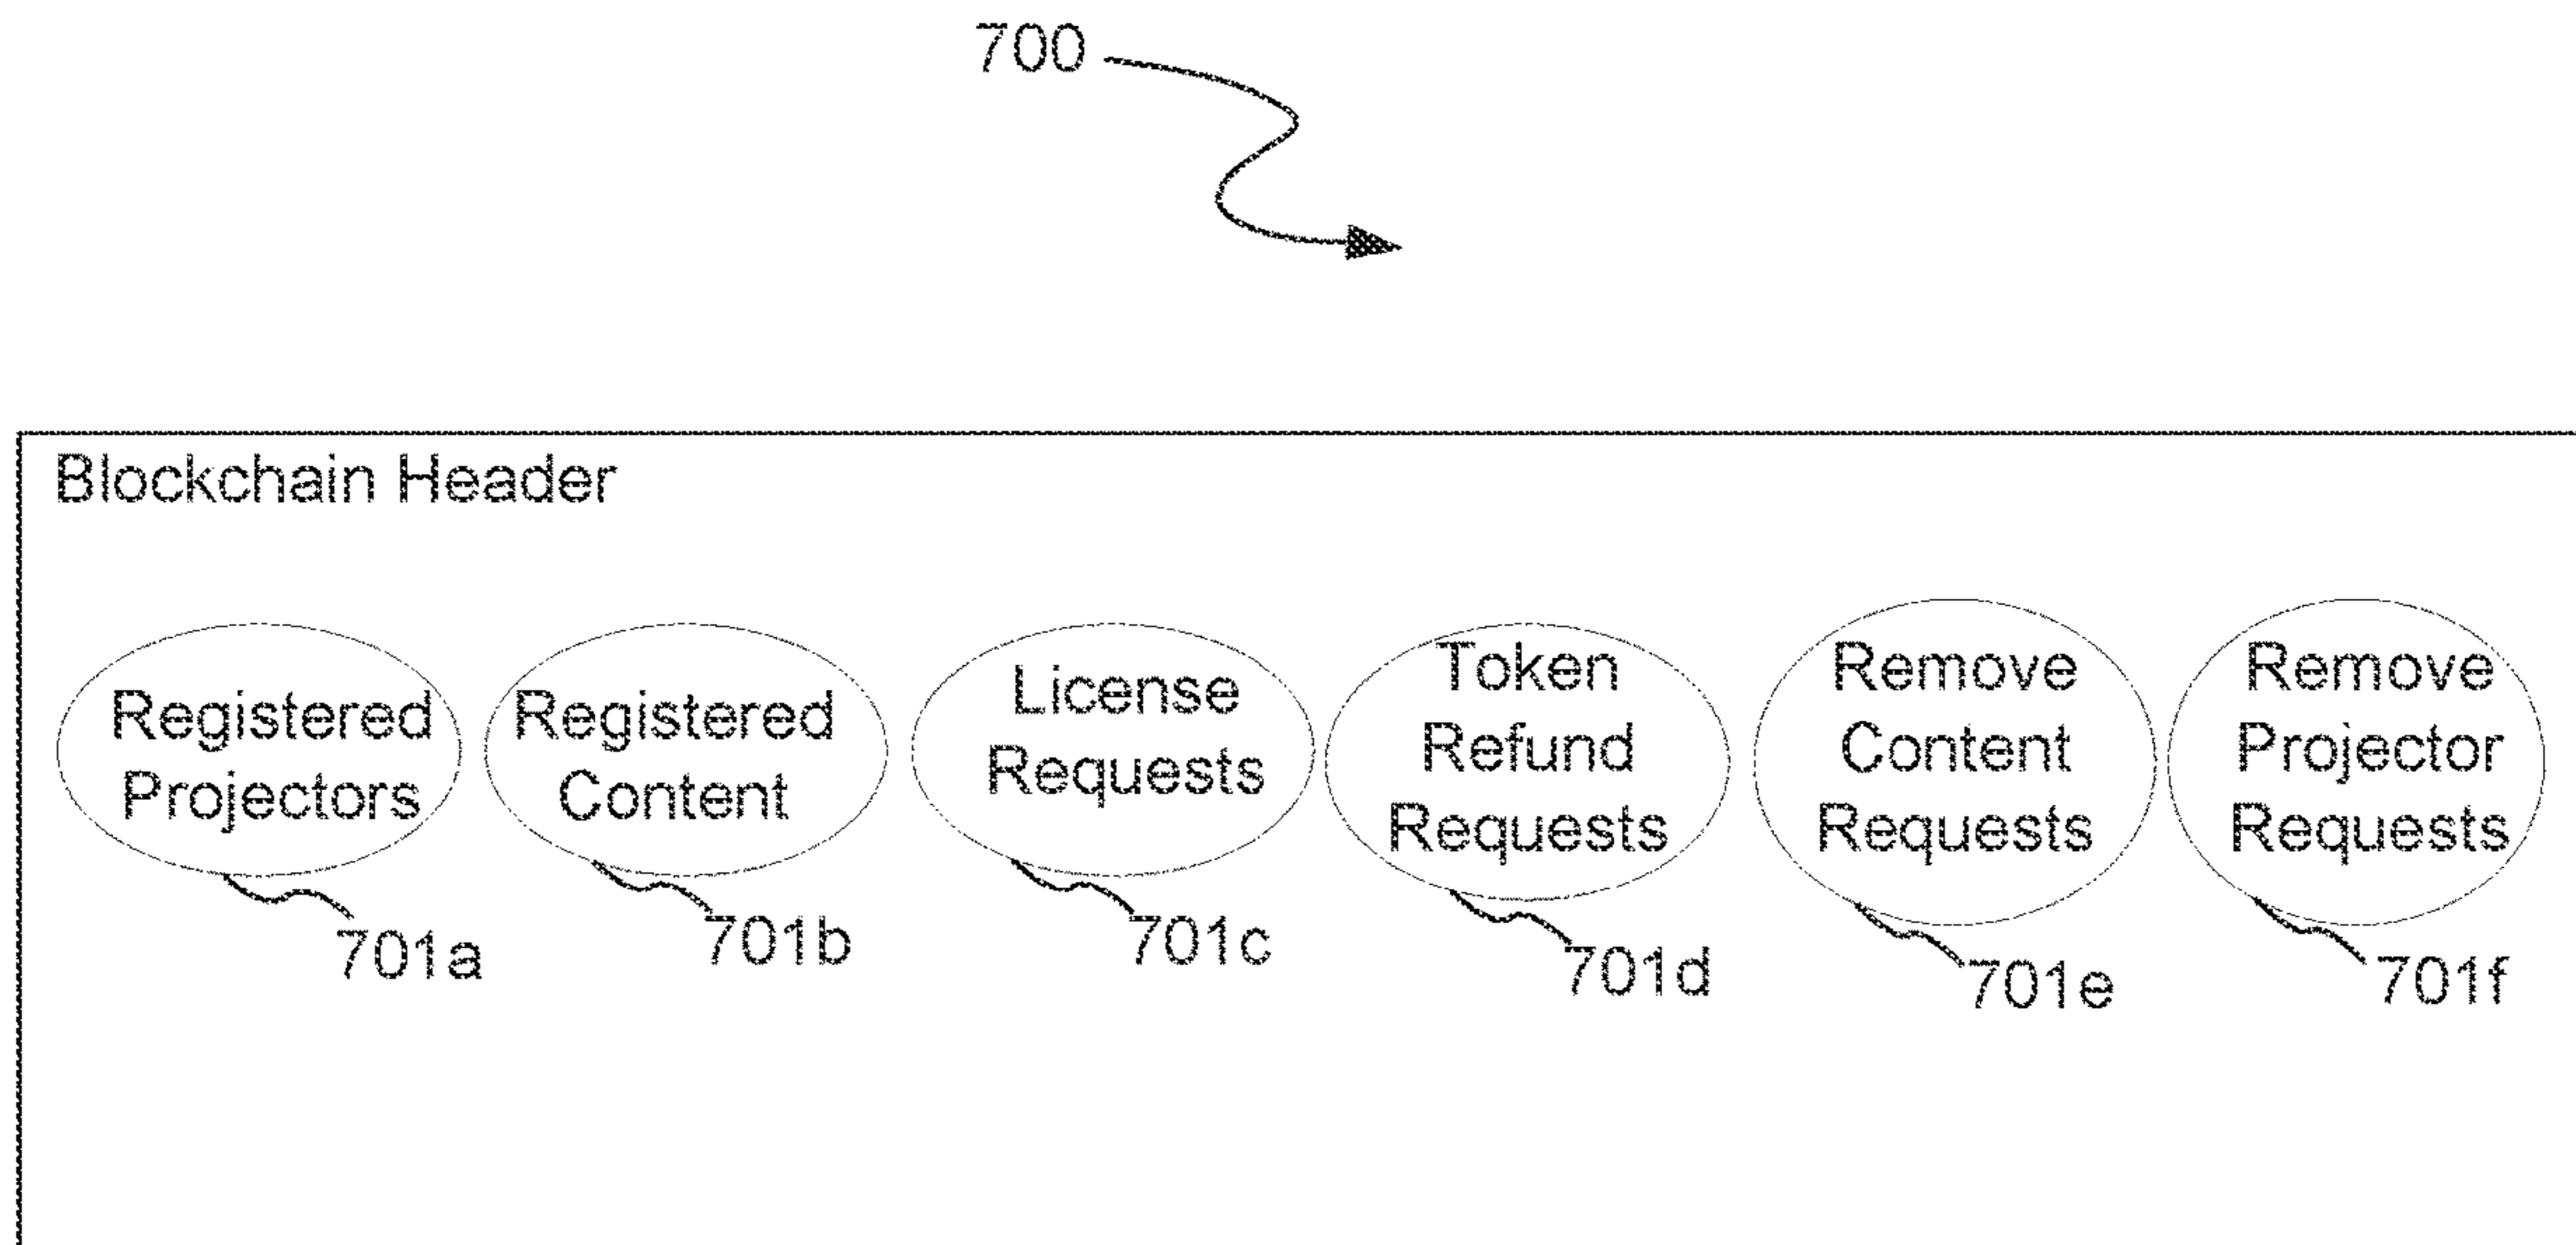 700
Blockchain Header
Registered
Projectors
Registered
Content
License
Requests
Token
Refund
Requests
Remove
Content
Requests
Remove
Projector
Requests
701a
701b
701c
701d
701e
701f